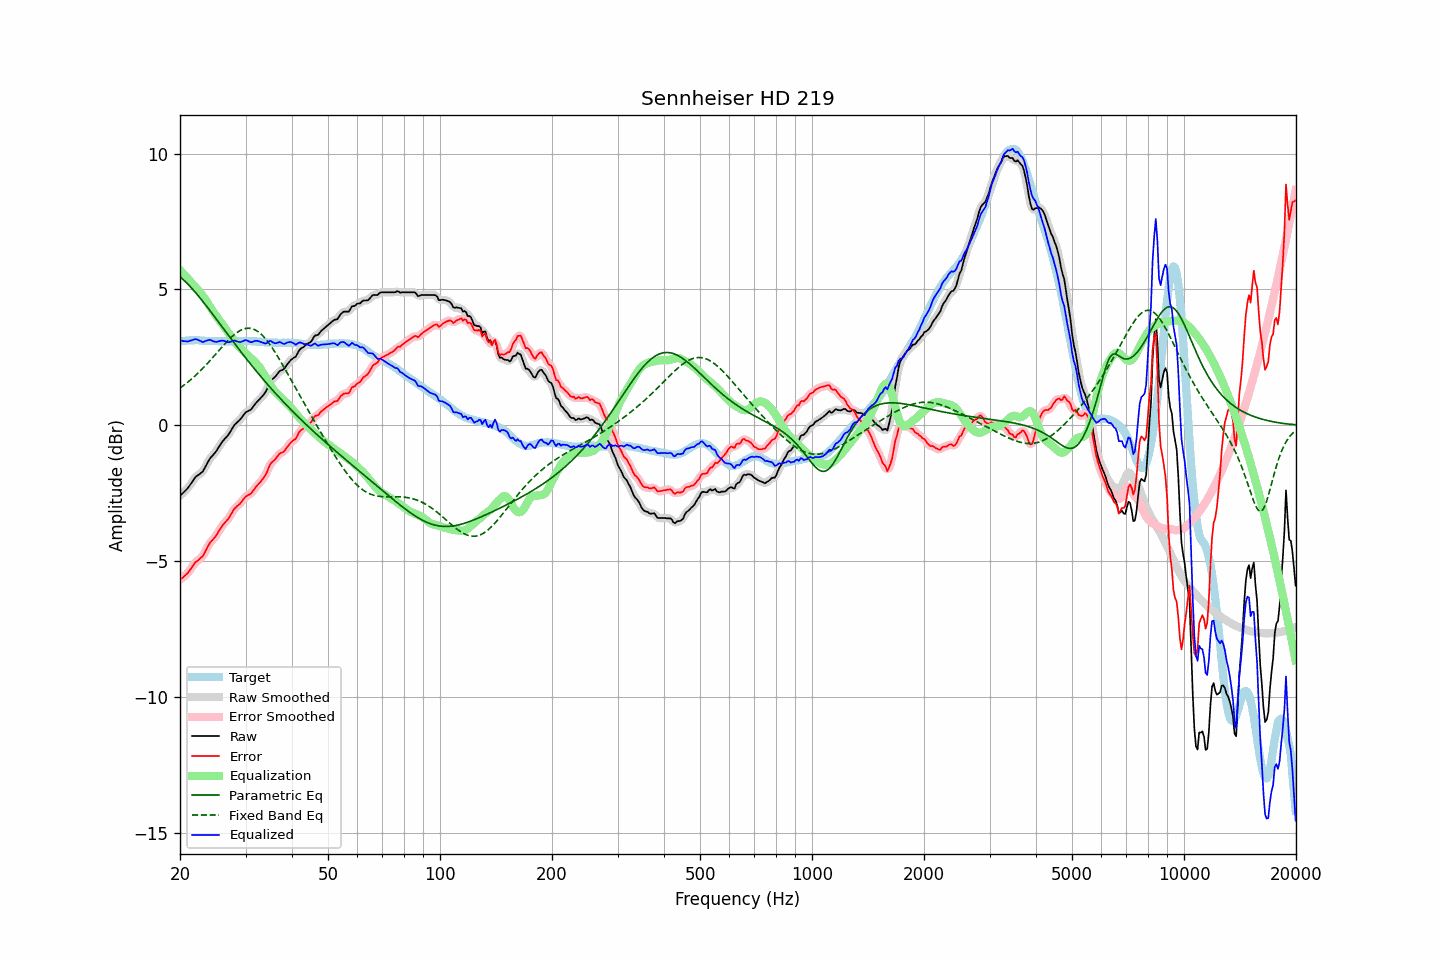 Sennheiser HD 219
Amplitude (dBr)
10
5
0
−5
−10
−15
Target
Raw Smoothed
Error Smoothed
Raw
Error
Equalization
Parametric Eq
Fixed Band Eq
Equalized
20 50 100 200 500 1000 2000 5000 10000 20000
Frequency (Hz)